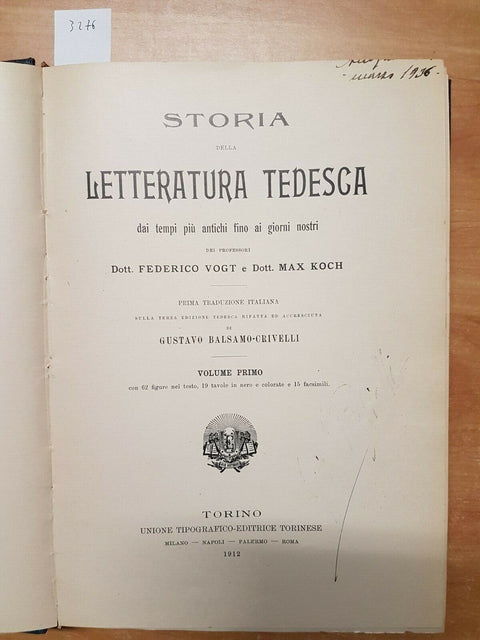 3276
marzo 1936.
STORIA
DELLA
LETTERATURA TEDESCA
dai tempi più antichi fino ai giorni nostri
DEI PROFESSORI
Dott. FEDERICO VOGT e Dott. MAX KOCH
PRIMA TRADUZIONE ITALIANA
SULLA TERZA EDIZIONE TEDESCA RIFATTA ED ACCRESCIUTA
DI
GUSTAVO BALSAMO-CRIVELLI
VOLUME PRIMO
con 62 figure nel testo, 19 tavole in nero e colorate e 15 facsimili.
TORINO
UNIONE TIPOGRAFICO-EDITRICE TORINESE
MILANO — NAPOLI — PALERMO — ROMA
1912